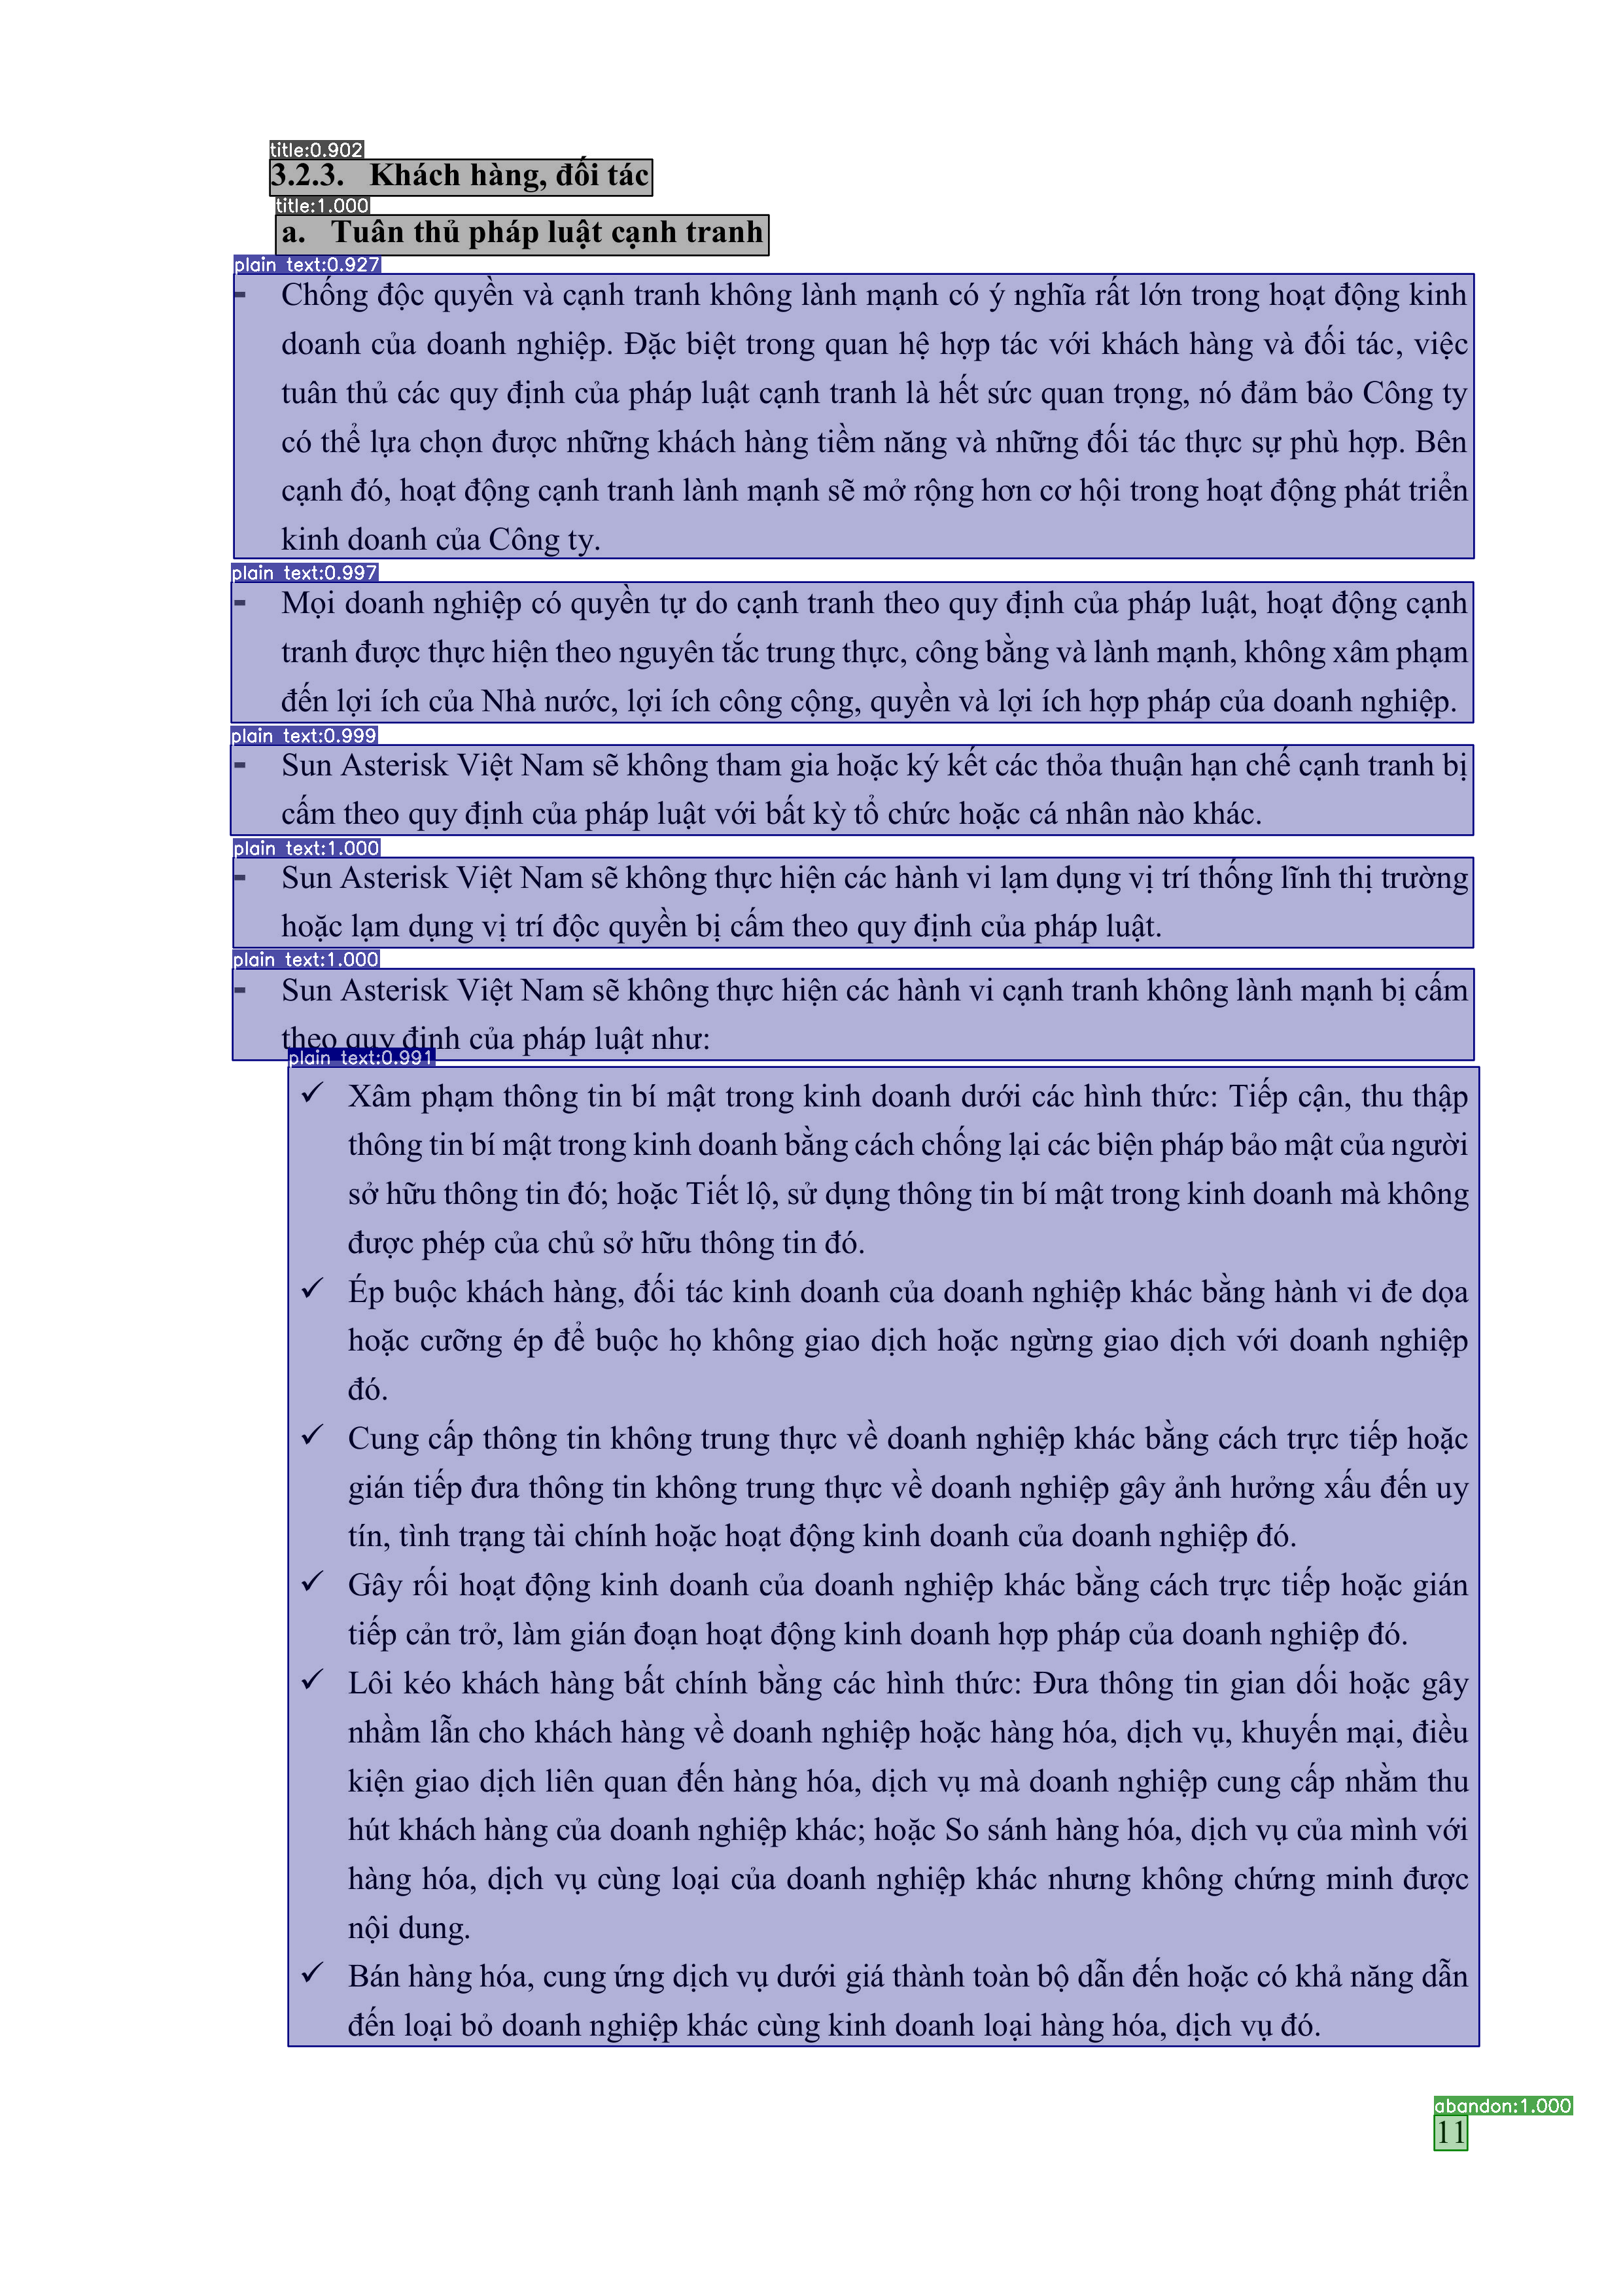 title:0.902
3.2.3. Khách hàng, đối tác
title:1.000
a. Tuân thủ pháp luật cạnh tranh
plain text:0.927
- Chống độc quyền và cạnh tranh không lành mạnh có ý nghĩa rất lớn trong hoạt động kinh
doanh của doanh nghiệp. Đặc biệt trong quan hệ hợp tác với khách hàng và đối tác, việc
tuân thủ các quy định của pháp luật cạnh tranh là hết sức quan trọng, nó đảm bảo Công ty
có thể lựa chọn được những khách hàng tiềm năng và những đối tác thực sự phù hợp. Bên
cạnh đó, hoạt động cạnh tranh lành mạnh sẽ mở rộng hơn cơ hội trong hoạt động phát triển
kinh doanh của Công ty.
plain text:0.997
- Mọi doanh nghiệp có quyền tự do cạnh tranh theo quy định của pháp luật, hoạt động cạnh
tranh được thực hiện theo nguyên tắc trung thực, công bằng và lành mạnh, không xâm phạm
đến lợi ích của Nhà nước, lợi ích công cộng, quyền và lợi ích hợp pháp của doanh nghiệp.
plain text:0.999
- Sun Asterisk Việt Nam sẽ không tham gia hoặc ký kết các thỏa thuận hạn chế cạnh tranh bị
cấm theo quy định của pháp luật với bất kỳ tổ chức hoặc cá nhân nào khác.
plain text:1.000
- Sun Asterisk Việt Nam sẽ không thực hiện các hành vi lạm dụng vị trí thống lĩnh thị trường
hoặc lạm dụng vị trí độc quyền bị cấm theo quy định của pháp luật.
plain text:1.000
- Sun Asterisk Việt Nam sẽ không thực hiện các hành vi cạnh tranh không lành mạnh bị cấm
theo quy định của pháp luật như:
plain text:0.991
✓ Xâm phạm thông tin bí mật trong kinh doanh dưới các hình thức: Tiếp cận, thu thập
thông tin bí mật trong kinh doanh bằng cách chống lại các biện pháp bảo mật của người
sở hữu thông tin đó; hoặc Tiết lộ, sử dụng thông tin bí mật trong kinh doanh mà không
được phép của chủ sở hữu thông tin đó.
✓ Ép buộc khách hàng, đối tác kinh doanh của doanh nghiệp khác bằng hành vi đe dọa
hoặc cưỡng ép để buộc họ không giao dịch hoặc ngừng giao dịch với doanh nghiệp
đó.
✓ Cung cấp thông tin không trung thực về doanh nghiệp khác bằng cách trực tiếp hoặc
gián tiếp đưa thông tin không trung thực về doanh nghiệp gây ảnh hưởng xấu đến uy
tín, tình trạng tài chính hoặc hoạt động kinh doanh của doanh nghiệp đó.
✓ Gây rối hoạt động kinh doanh của doanh nghiệp khác bằng cách trực tiếp hoặc gián
tiếp cản trở, làm gián đoạn hoạt động kinh doanh hợp pháp của doanh nghiệp đó.
✓ Lôi kéo khách hàng bất chính bằng các hình thức: Đưa thông tin gian dối hoặc gây
nhầm lẫn cho khách hàng về doanh nghiệp hoặc hàng hóa, dịch vụ, khuyến mại, điều
kiện giao dịch liên quan đến hàng hóa, dịch vụ mà doanh nghiệp cung cấp nhằm thu
hút khách hàng của doanh nghiệp khác; hoặc So sánh hàng hóa, dịch vụ của mình với
hàng hóa, dịch vụ cùng loại của doanh nghiệp khác nhưng không chứng minh được
nội dung.
✓ Bán hàng hóa, cung ứng dịch vụ dưới giá thành toàn bộ dẫn đến hoặc có khả năng dẫn
đến loại bỏ doanh nghiệp khác cùng kinh doanh loại hàng hóa, dịch vụ đó.
abandon:1.000
11